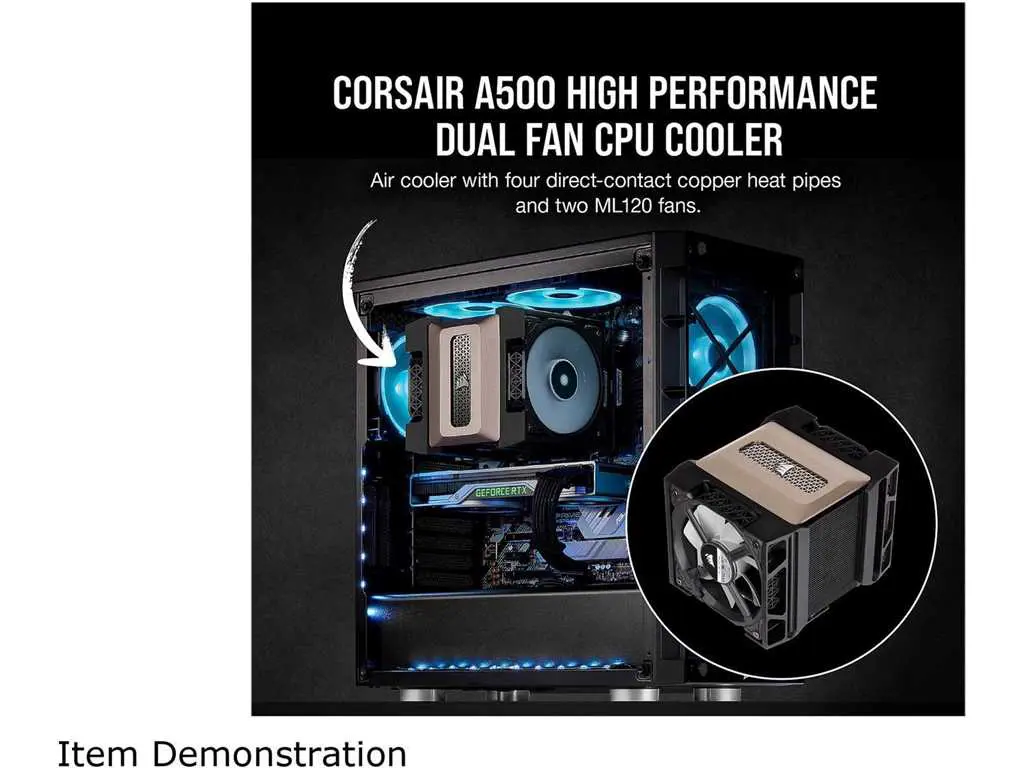 CORSAIR A500 HIGH PERFORMANCE
DUAL FAN CPU COOLER
Air cooler with four direct-contact copper heat pipes
and two ML120 fans.
GEFORCE RTX
Item Demonstration